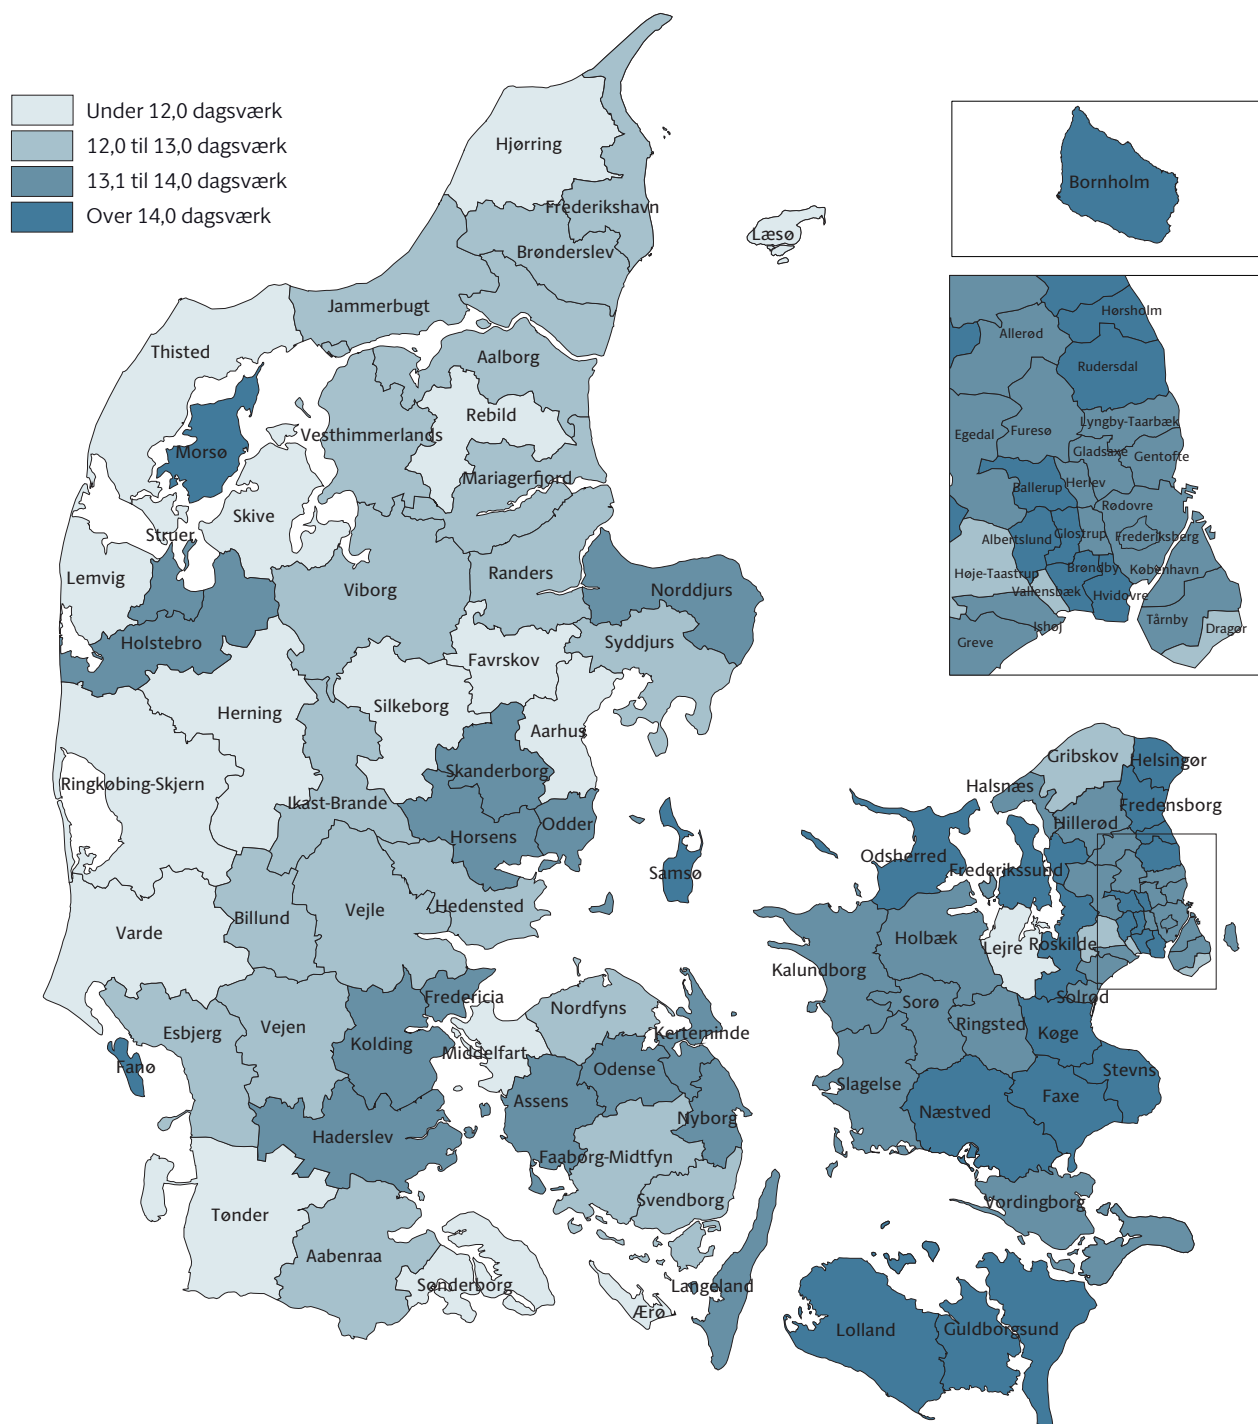 Under 12,0 dagsværk
12,0 til 13,0 dagsværk
13,1 til 14,0 dagsværk
Over 14,0 dagsværk
Hjørring
Frederikshavn
Læsø
Brønderslev
Jammerbugt
Thisted
Aalborg
Rebild
Vesthimmerlands
Morsø
Mariagerfjord
Skive
Struer
Lemvig
Viborg
Randers
Norddjurs
Holstebro
Syddjurs
Favrskov
Herning
Silkeborg
Aarhus
Skanderborg
Ringkøbing-Skjern
Ikast-Brande
Horsens
Odder
Samsø
Hedensted
Billund
Vejle
Varde
Fredericia
Nordfyns
Esbjerg
Vejen
Kolding
Middelfart
Kerteminde
Fanø
Odense
Assens
Nyborg
Haderslev
Faaborg-Midtfyn
Svendborg
Tønder
Aabenraa
Sønderborg
Langeland
Ærø
Bornholm
Hørsholm
Allerød
Rudersdal
Lyngby-Taarbæk
Egedal
Furesø
Gladsaxe
Gentofte
Ballerup
Herlev
Rødovre
Albertslund
Glostrup
Frederiksberg
Høje-Taastrup
Brøndby
København
Vallensbæk
Hvidovre
Ishøj
Tårnby
Dragør
Greve
Gribskov
Helsingør
Halsnæs
Fredensborg
Hillerød
Odsherred
Frederikssund
Holbæk
Lejre
Roskilde
Kalundborg
Solrød
Sorø
Ringsted
Køge
Stevns
Slagelse
Næstved
Faxe
Vordingborg
Lolland
Guldborgsund